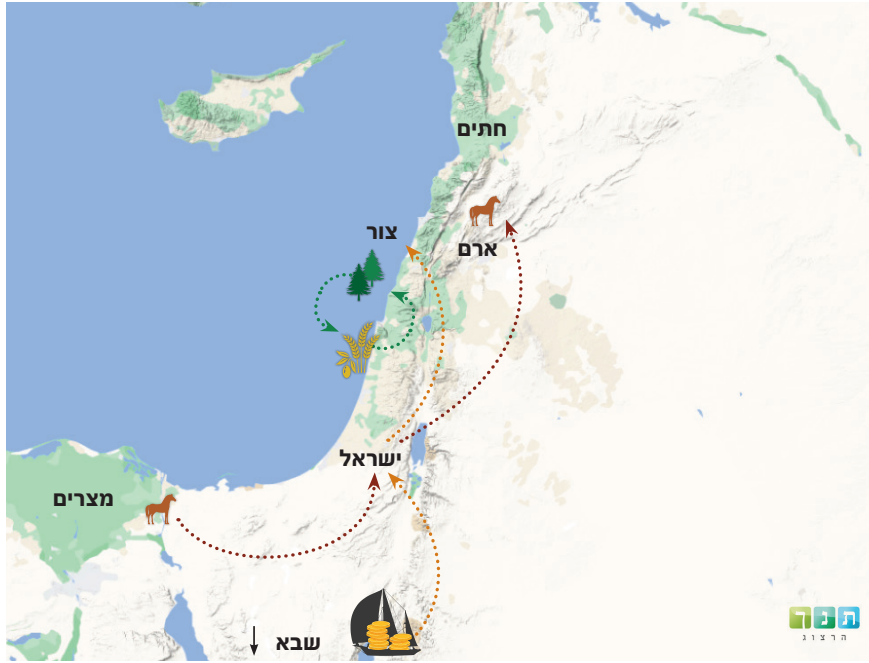 חתים
צור
ארם
ישראל
מצרים
שבא
תנך
הרצוג